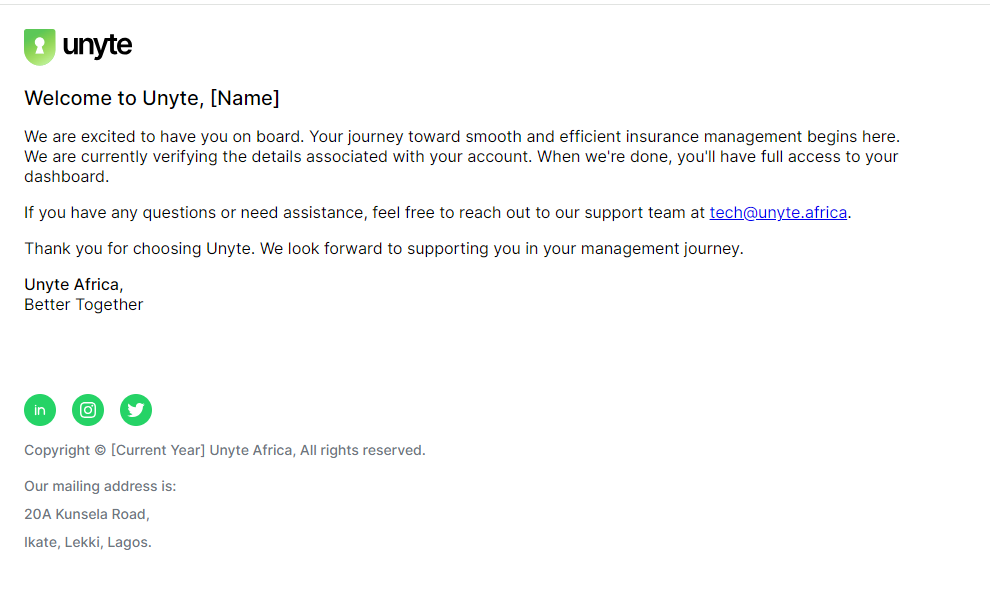 unyte
Welcome to Unyte, [Name]
We are excited to have you on board. Your journey toward smooth and efficient insurance management begins here.
We are currently verifying the details associated with your account. When we're done, you'll have full access to your
dashboard.
If you have any questions or need assistance, feel free to reach out to our support team at tech@unyte.africa.
Thank you for choosing Unyte. We look forward to supporting you in your management journey.
Unyte Africa,
Better Together
in
Copyright © [Current Year] Unyte Africa, All rights reserved.
Our mailing address is:
20A Kunsela Road,
Ikate, Lekki, Lagos.